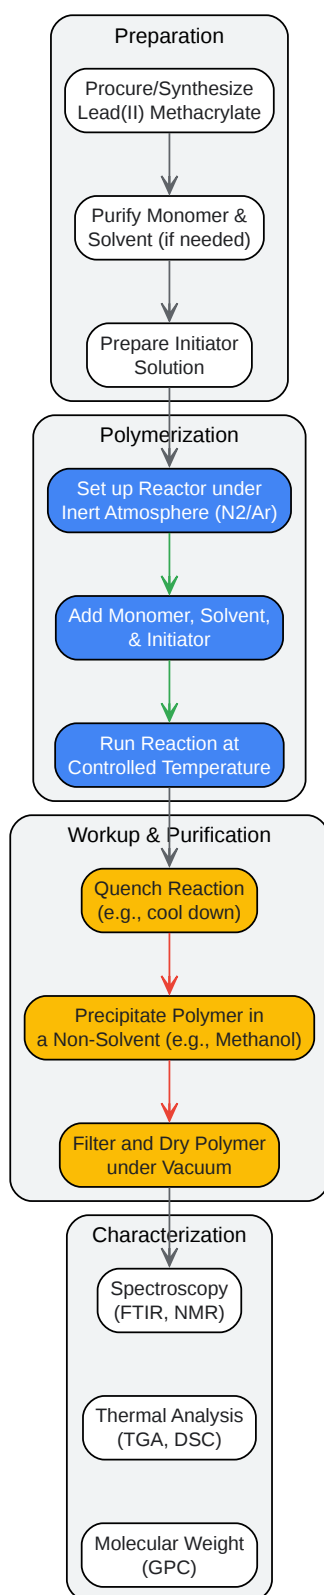 Preparation
Procure/Synthesize
Lead(II) Methacrylate
Purify Monomer &
Solvent (if needed)
Prepare Initiator
Solution
Polymerization
Set up Reactor under
Inert Atmosphere (N2/Ar)
Add Monomer, Solvent,
& Initiator
Run Reaction at
Controlled Temperature
Workup & Purification
Quench Reaction
(e.g., cool down)
Precipitate Polymer in
a Non-Solvent (e.g., Methanol)
Filter and Dry Polymer
under Vacuum
Characterization
Spectroscopy
(FTIR, NMR)
Thermal Analysis
(TGA, DSC)
Molecular Weight
(GPC)